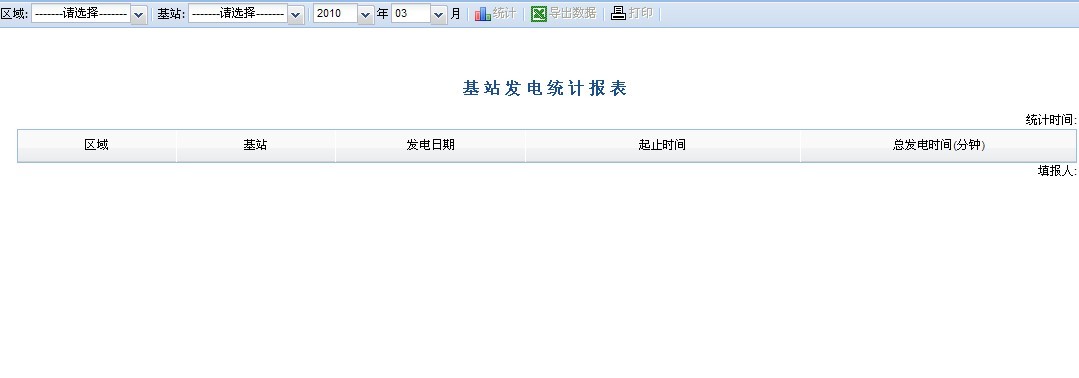 区域: -------请选择------- 基站: -------请选择------- 2010 年 03 月 统计 导出数据 打印
基站发电统计报表
统计时间:
区域 基站 发电日期 起止时间 总发电时间(分钟)
填报人: